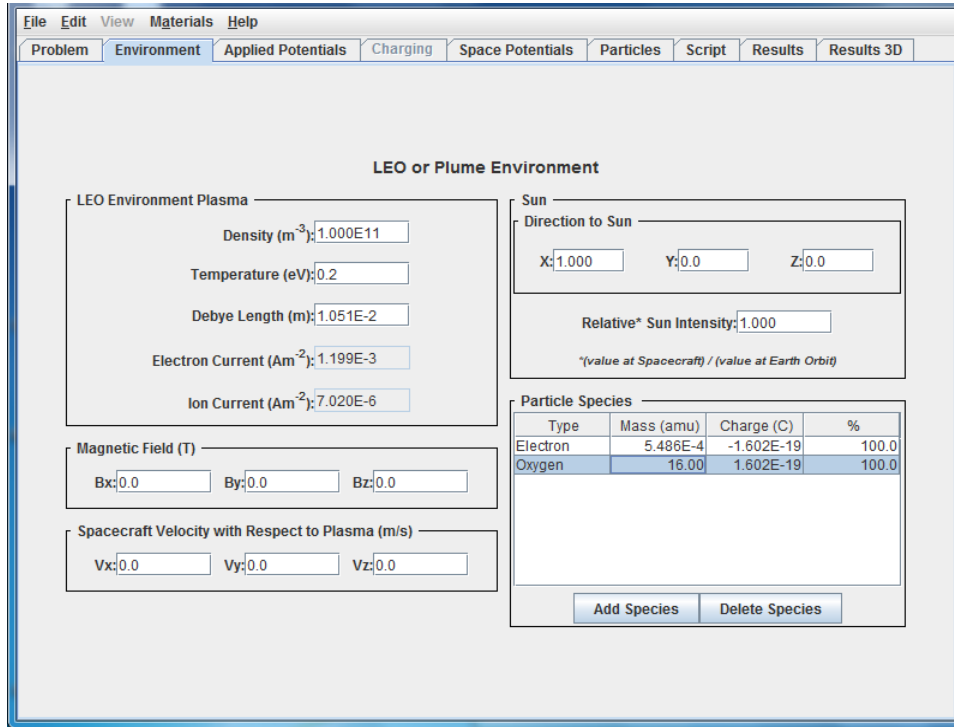 File Edit View Materials Help
Problem Environment Applied Potentials Charging Space Potentials Particles Script Results Results 3D
LEO or Plume Environment
LEO Environment Plasma
Density (m-3): 1.000E11
Temperature (eV): 0.2
Debye Length (m): 1.051E-2
Electron Current (Am-2): 1.199E-3
Ion Current (Am-2): 7.020E-6
Magnetic Field (T)
Bx: 0.0 By: 0.0 Bz: 0.0
Spacecraft Velocity with Respect to Plasma (m/s)
Vx: 0.0 Vy: 0.0 Vz: 0.0
Sun
Direction to Sun
X: 1.000 Y: 0.0 Z: 0.0
Relative* Sun Intensity: 1.000
*(value at Spacecraft) / (value at Earth Orbit)
Particle Species
Type Mass (amu) Charge (C) %
Electron 5.486E-4 -1.602E-19 100.0
Oxygen 16.00 1.602E-19 100.0
Add Species Delete Species